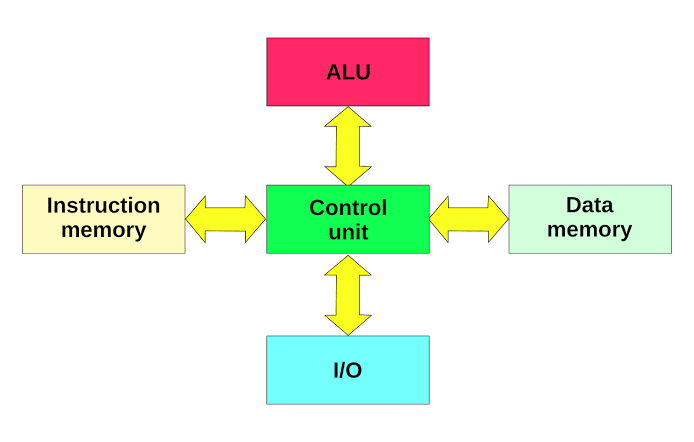 ALU
Instruction
memory
Control
unit
Data
memory
I/O